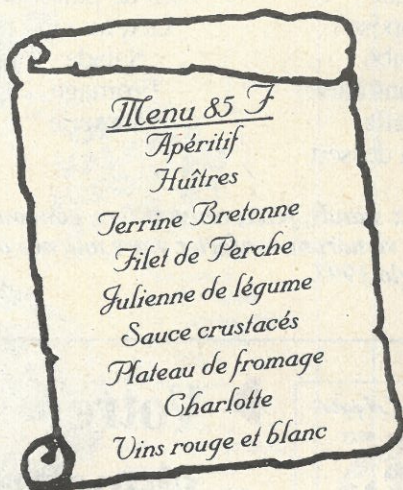 Menu 85 F
Apéritif
Huîtres
Terrine Bretonne
Filet de Perche
Julienne de légume
Sauce crustacés
Plateau de fromage
Charlotte
Vins rouge et blanc